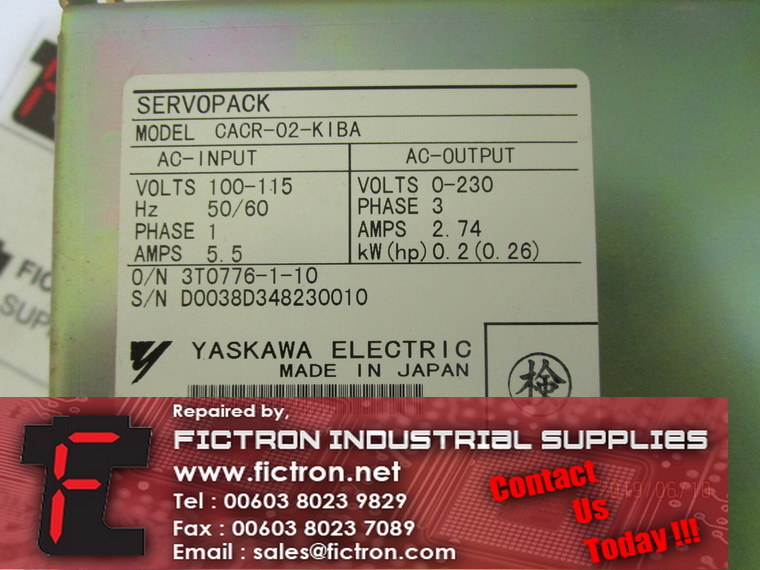 SERVOPACK
MODEL CACR-02-KIBA
AC-INPUT AC-OUTPUT
VOLTS 100-115 VOLTS 0-230
Hz 50/60 PHASE 3
PHASE 1 AMPS 2.74
AMPS 5.5 kW(hp) 0.2(0.26)
O/N 3T0776-1-10
S/N D0038D348230010
YASKAWA ELECTRIC
MADE IN JAPAN
検
Repaired by,
FICTRON INDUSTRIAL SUPPLIES
www.fictron.net
Tel : 00603 8023 9829
Fax : 00603 8023 7089
Email : sales@fictron.com
Contact
Us
Today !!!